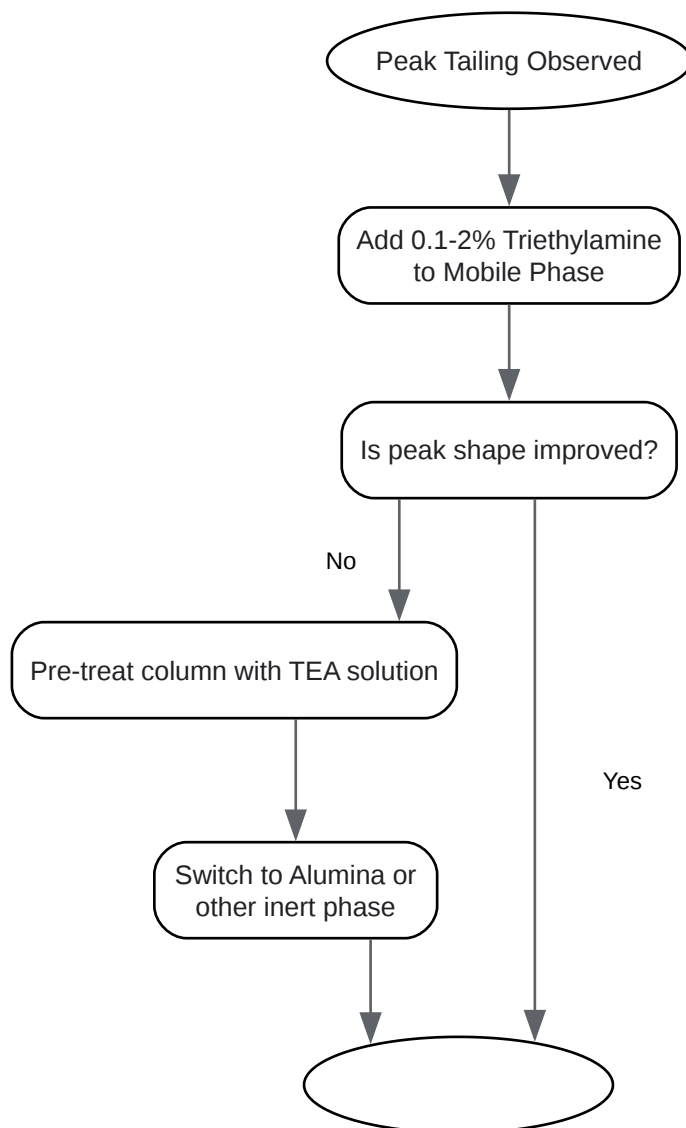 Peak Tailing Observed
Add 0.1-2% Triethylamine
to Mobile Phase
Is peak shape improved?
No
Pre-treat column with TEA solution
Yes
Switch to Alumina or
other inert phase